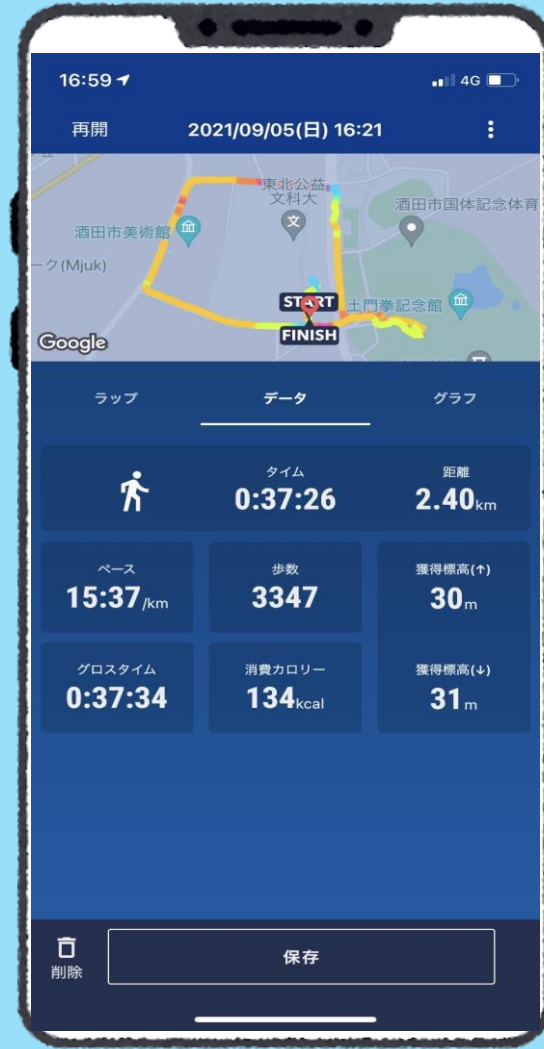 16:59
4G
再開
2021/09/05(日) 16:21
東北公益
文科大
酒田市国体記念体育
酒田市美術館
ーク(Mjuk)
START
土門拳記念館
FINISH
Google
ラップ
データ
グラフ
タイム
0:37:26
距離
2.40km
ペース
15:37/km
歩数
3347
獲得標高(↑)
30m
グロスタイム
0:37:34
消費カロリー
134kcal
獲得標高(↓)
31m
削除
保存